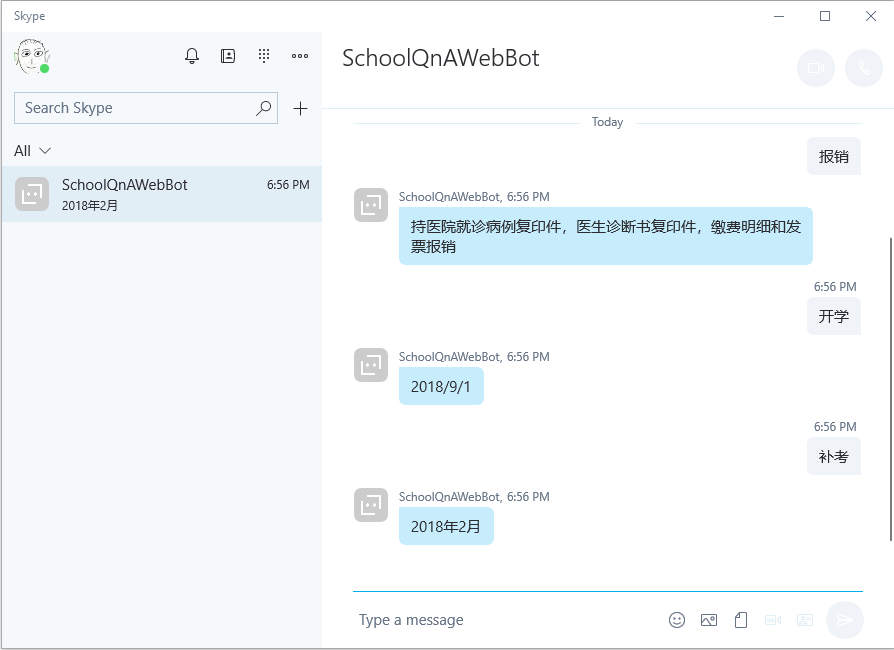 Skype
SchoolQnAWebBot
Search Skype
All
SchoolQnAWebBot 6:56 PM
2018年2月
Today
报销
SchoolQnAWebBot, 6:56 PM
持医院就诊病例复印件，医生诊断书复印件，缴费明细和发
票报销
6:56 PM
开学
SchoolQnAWebBot, 6:56 PM
2018/9/1
6:56 PM
补考
SchoolQnAWebBot, 6:56 PM
2018年2月
Type a message